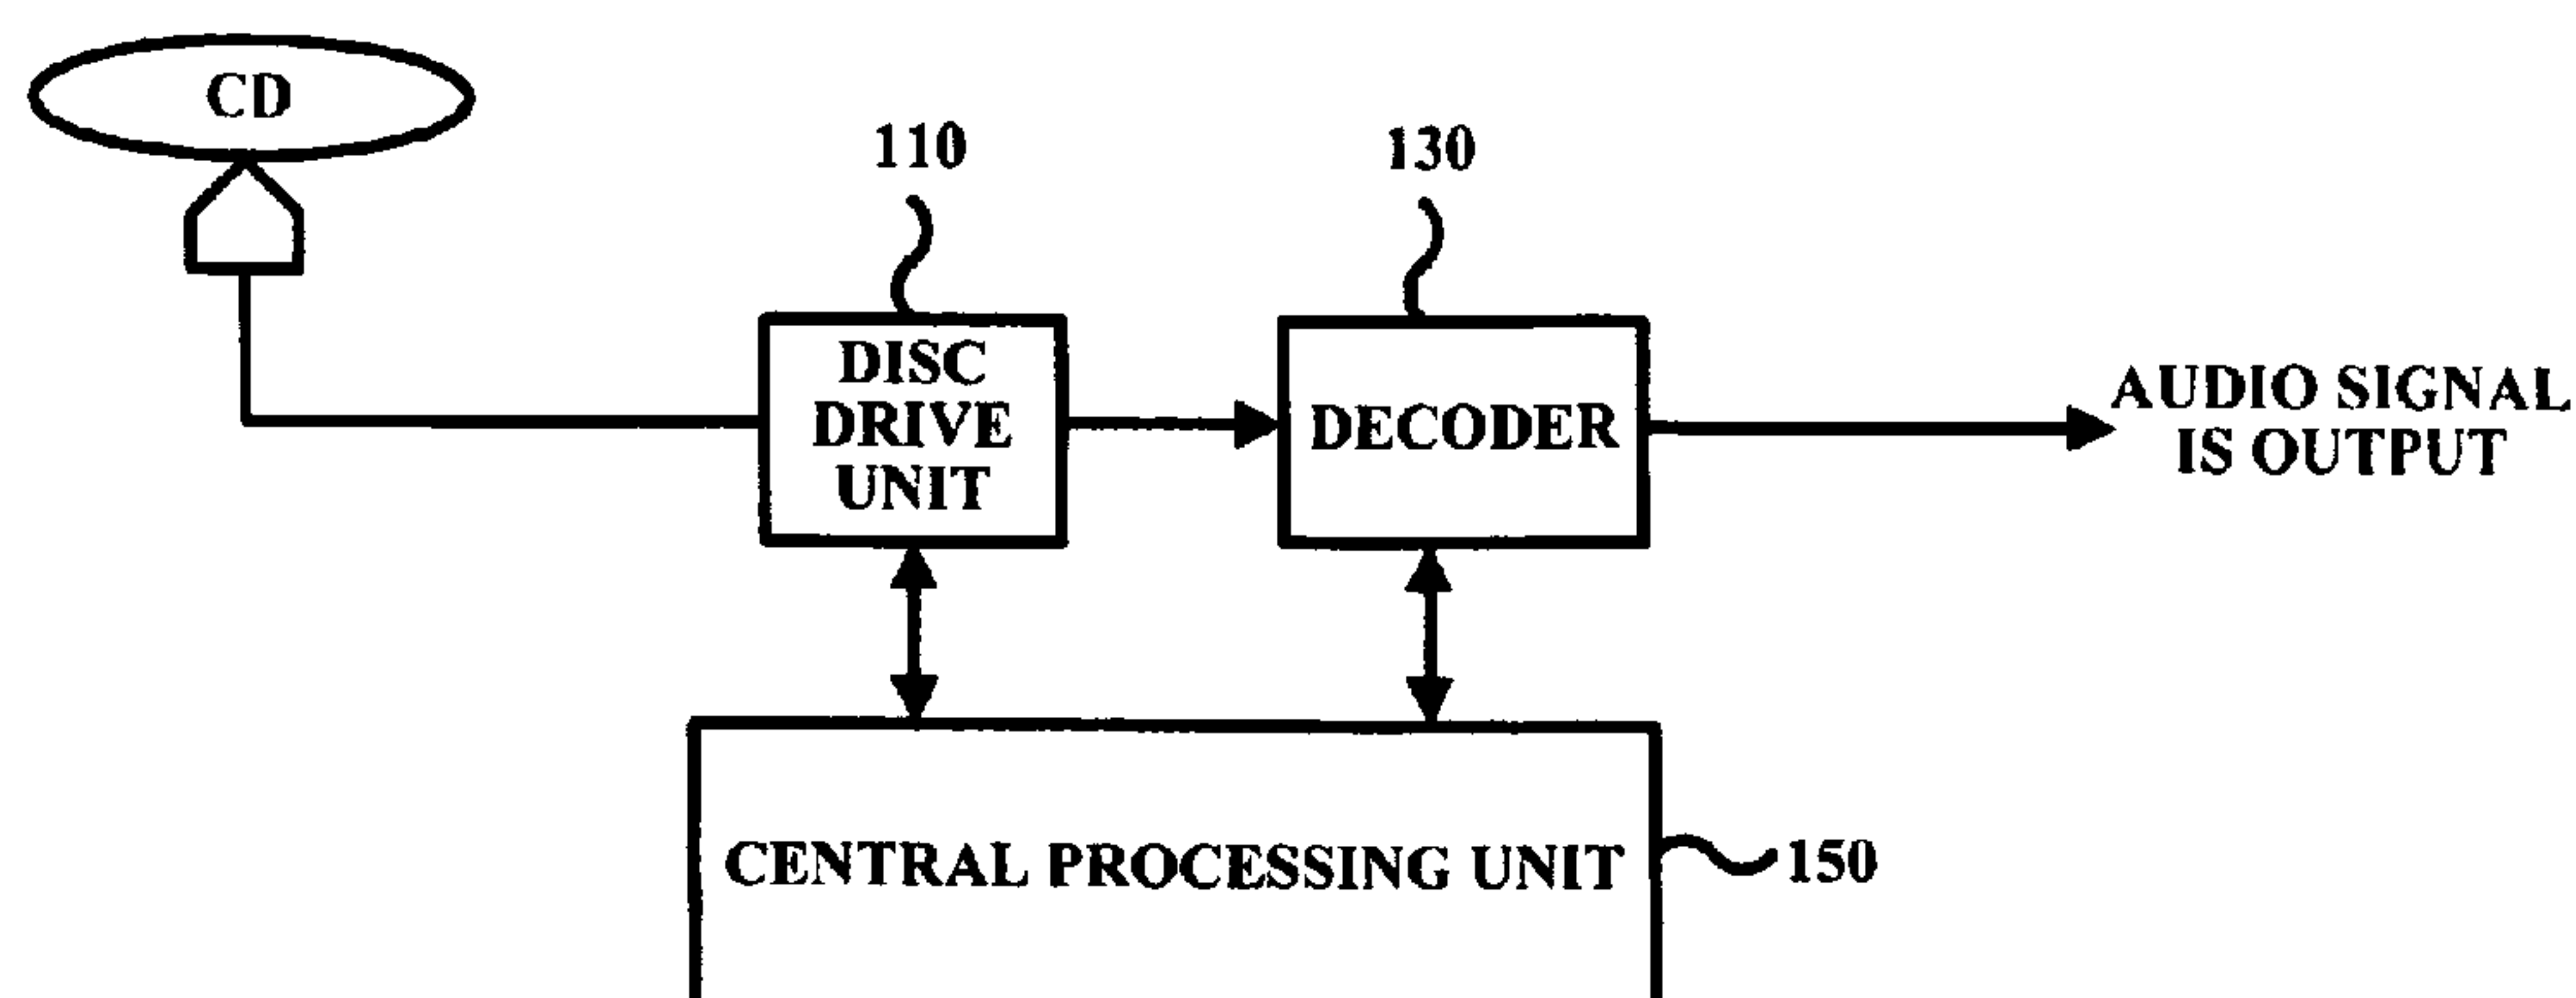 CD
110
130
DISC
DRIVE
UNIT
DECODER
AUDIO SIGNAL
IS OUTPUT
CENTRAL PROCESSING UNIT
150